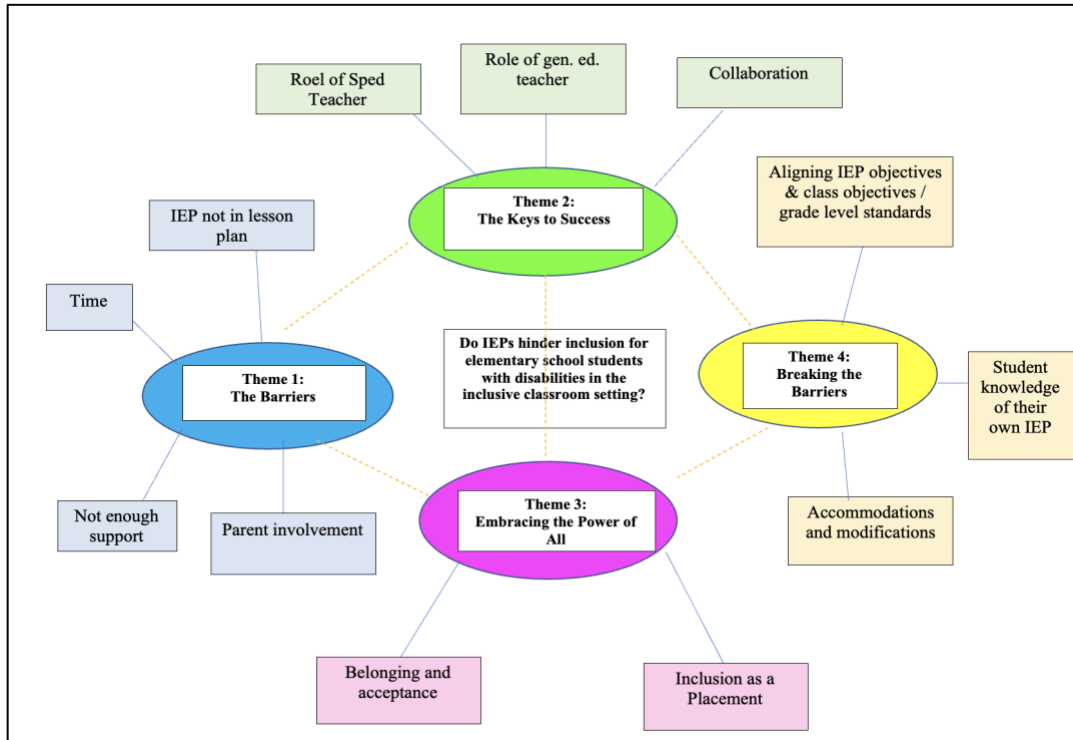 Roel of Sped
Teacher
Role of gen. ed.
teacher
Collaboration
Theme 2:
The Keys to Success
Aligning IEP objectives
& class objectives /
grade level standards
IEP not in lesson
plan
Time
Theme 1:
The Barriers
Do IEPs hinder inclusion for
elementary school students
with disabilities in the
inclusive classroom setting?
Theme 4:
Breaking the
Barriers
Student
knowledge
of their
own IEP
Not enough
support
Parent involvement
Theme 3:
Embracing the Power of
All
Accommodations
and modifications
Belonging and
acceptance
Inclusion as a
Placement